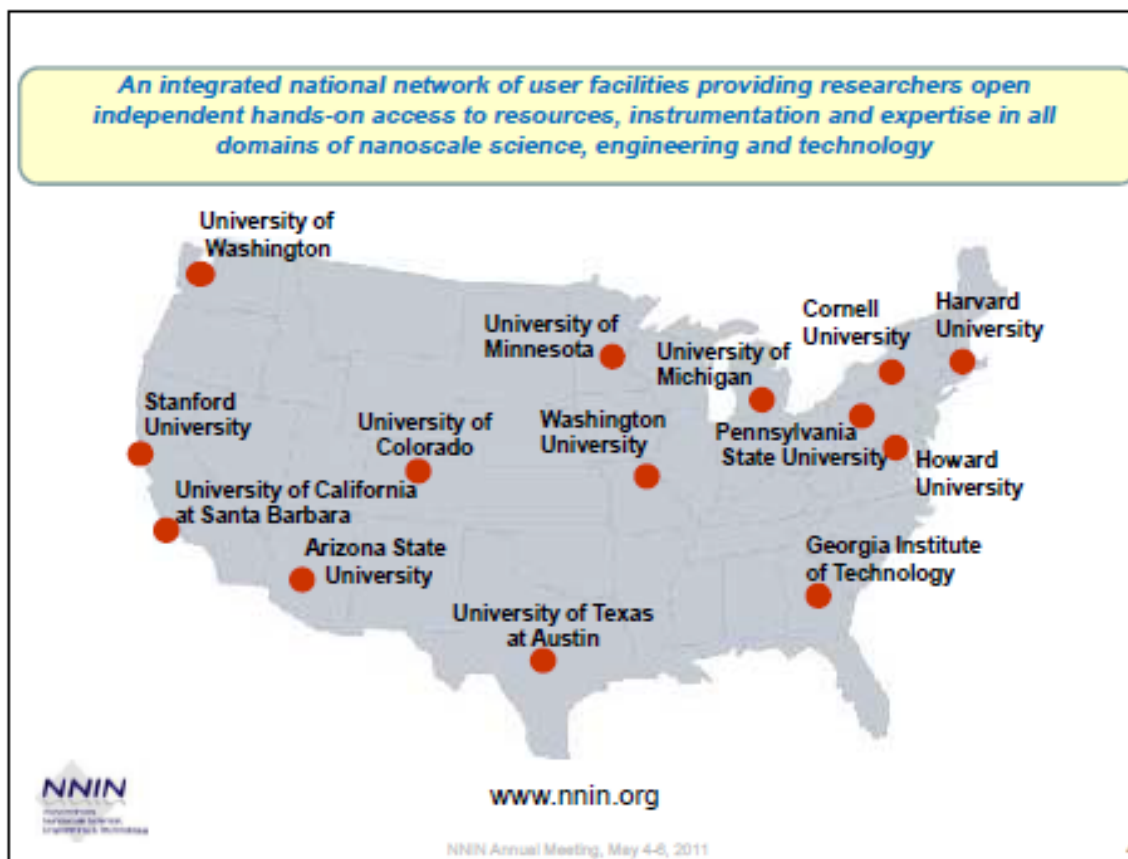 An integrated national network of user facilities providing researchers open
independent hands-on access to resources, instrumentation and expertise in all
domains of nanoscale science, engineering and technology
University of
Washington
Cornell
University
Harvard
University
University of
Minnesota
University of
Michigan
Stanford
University
University of
Colorado
Washington
University
Pennsylvania
State University
Howard
University
University of California
at Santa Barbara
Arizona State
University
Georgia Institute
of Technology
University of Texas
at Austin
NNIN
www.nnin.org
NNIN Annual Meeting, May 4-6, 2011